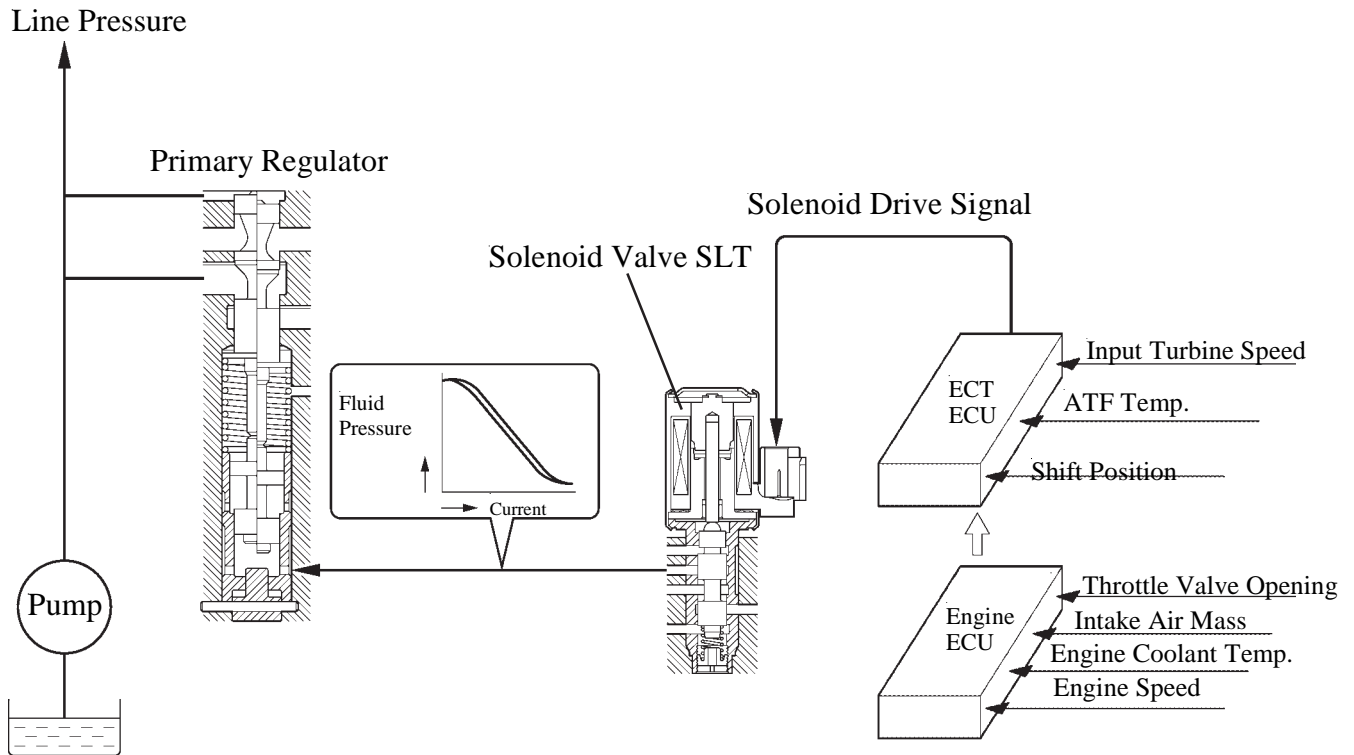 Line Pressure
Primary Regulator
Solenoid Drive Signal
Solenoid Valve SLT
Fluid
Pressure
Current
ECT
ECU
Input Turbine Speed
ATF Temp.
Shift Position
Pump
Engine
ECU
Throttle Valve Opening
Intake Air Mass
Engine Coolant Temp.
Engine Speed